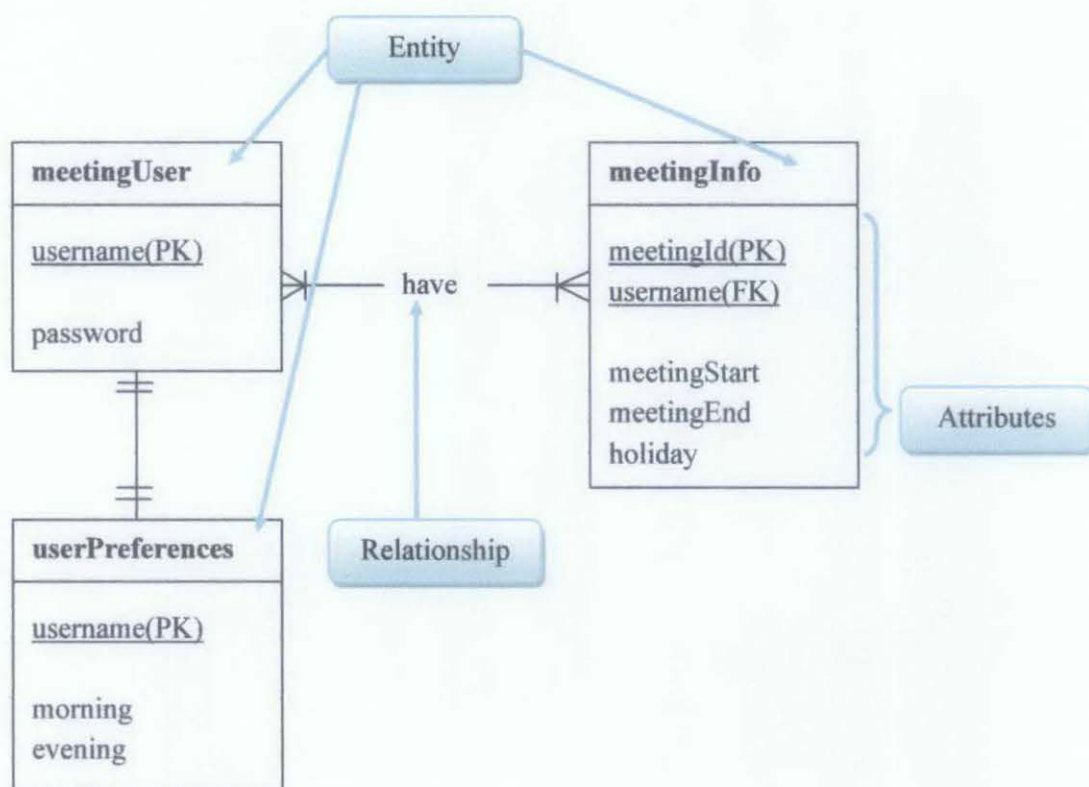 Entity
meetingUser
username(PK)
password
have
meetingInfo
meetingId(PK)
username(FK)
meetingStart
meetingEnd
holiday
Attributes
userPreferences
username(PK)
morning
evening
Relationship